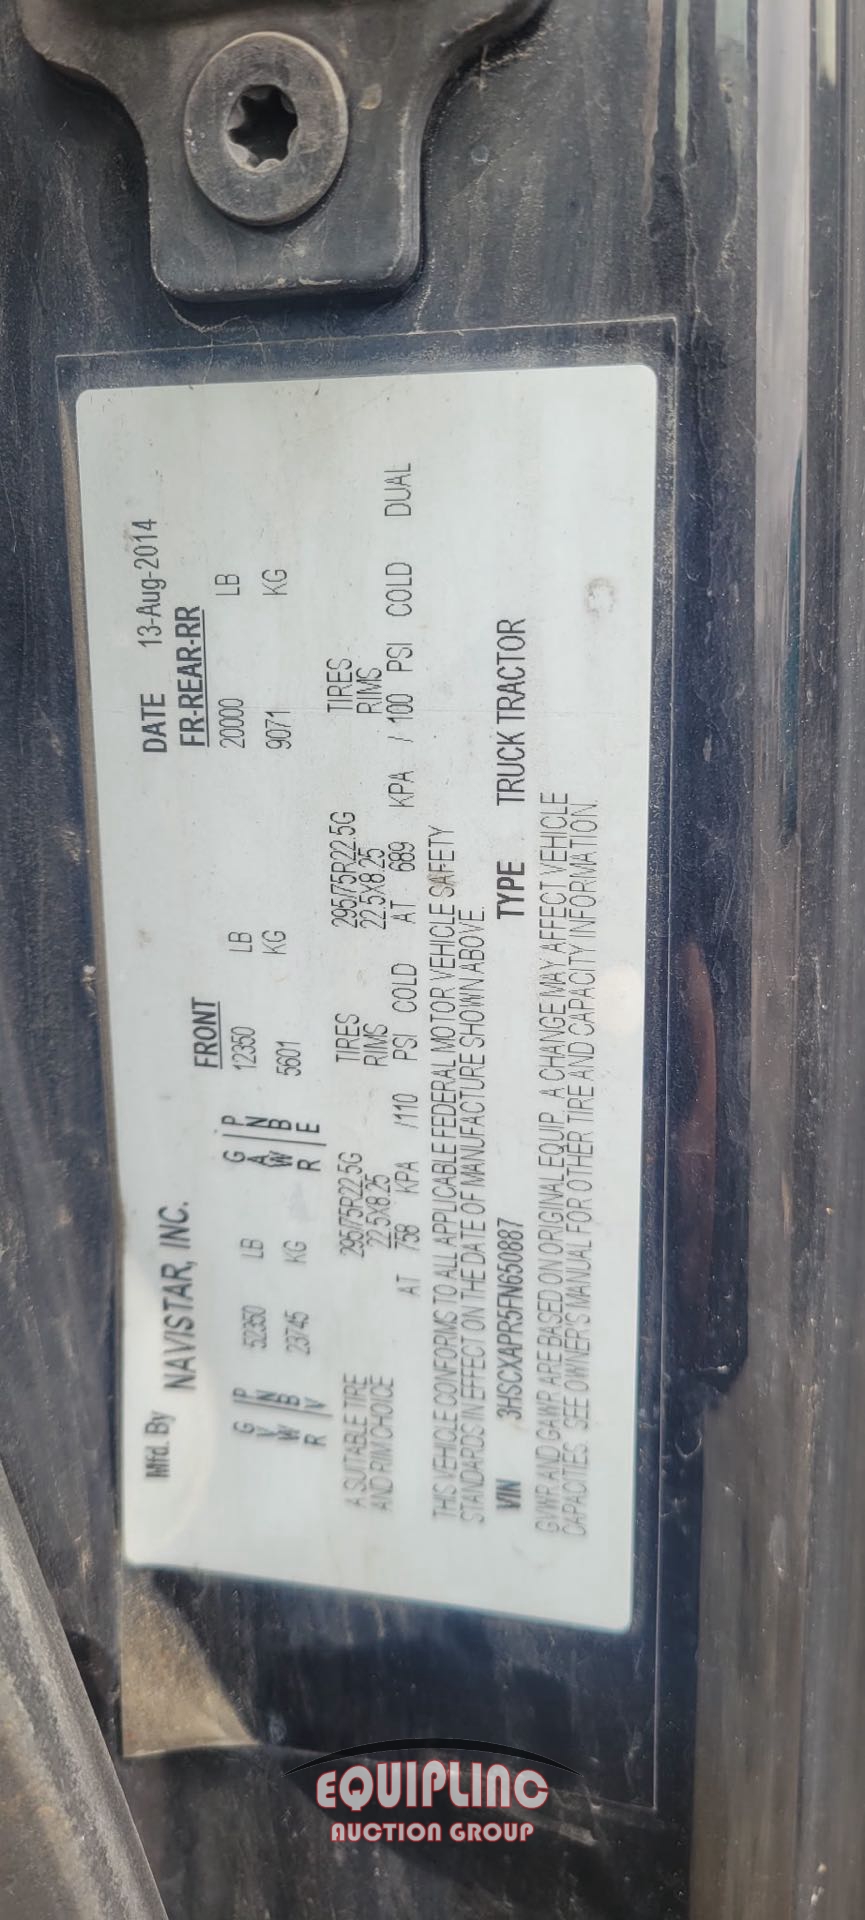 Mfd. By NAVISTAR, INC. DATE 13-Aug-2014
FRONT FR-REAR-RR
GVWR / PNBV 52350 LB GAWR / PNBE 12350 LB 20000 LB
23745 KG 5601 KG 9071 KG
A SUITABLE TIRE 295/75R22.5G TIRES 295/75R22.5G TIRES
AND RIM CHOICE 22.5X8.25 RIMS 22.5X8.25 RIMS
AT 758 KPA /110 PSI COLD AT 689 KPA / 100 PSI COLD DUAL
THIS VEHICLE CONFORMS TO ALL APPLICABLE FEDERAL MOTOR VEHICLE SAFETY
STANDARDS IN EFFECT ON THE DATE OF MANUFACTURE SHOWN ABOVE.
VIN 3HSCXAPR5FN650887 TYPE TRUCK TRACTOR
GVWR AND GAWR ARE BASED ON ORIGINAL EQUIP. A CHANGE MAY AFFECT VEHICLE
CAPACITIES. SEE OWNER'S MANUAL FOR OTHER TIRE AND CAPACITY INFORMATION.
EQUIPLINC
AUCTION GROUP